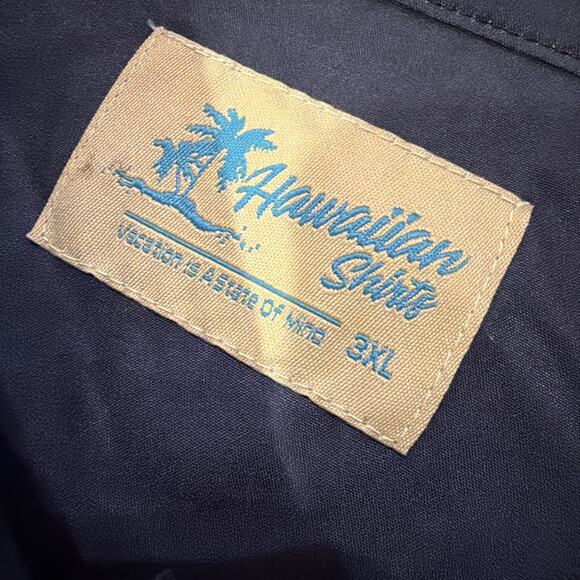 Hawaiian
Shirts
Vacation is A State Of Mind
3XL